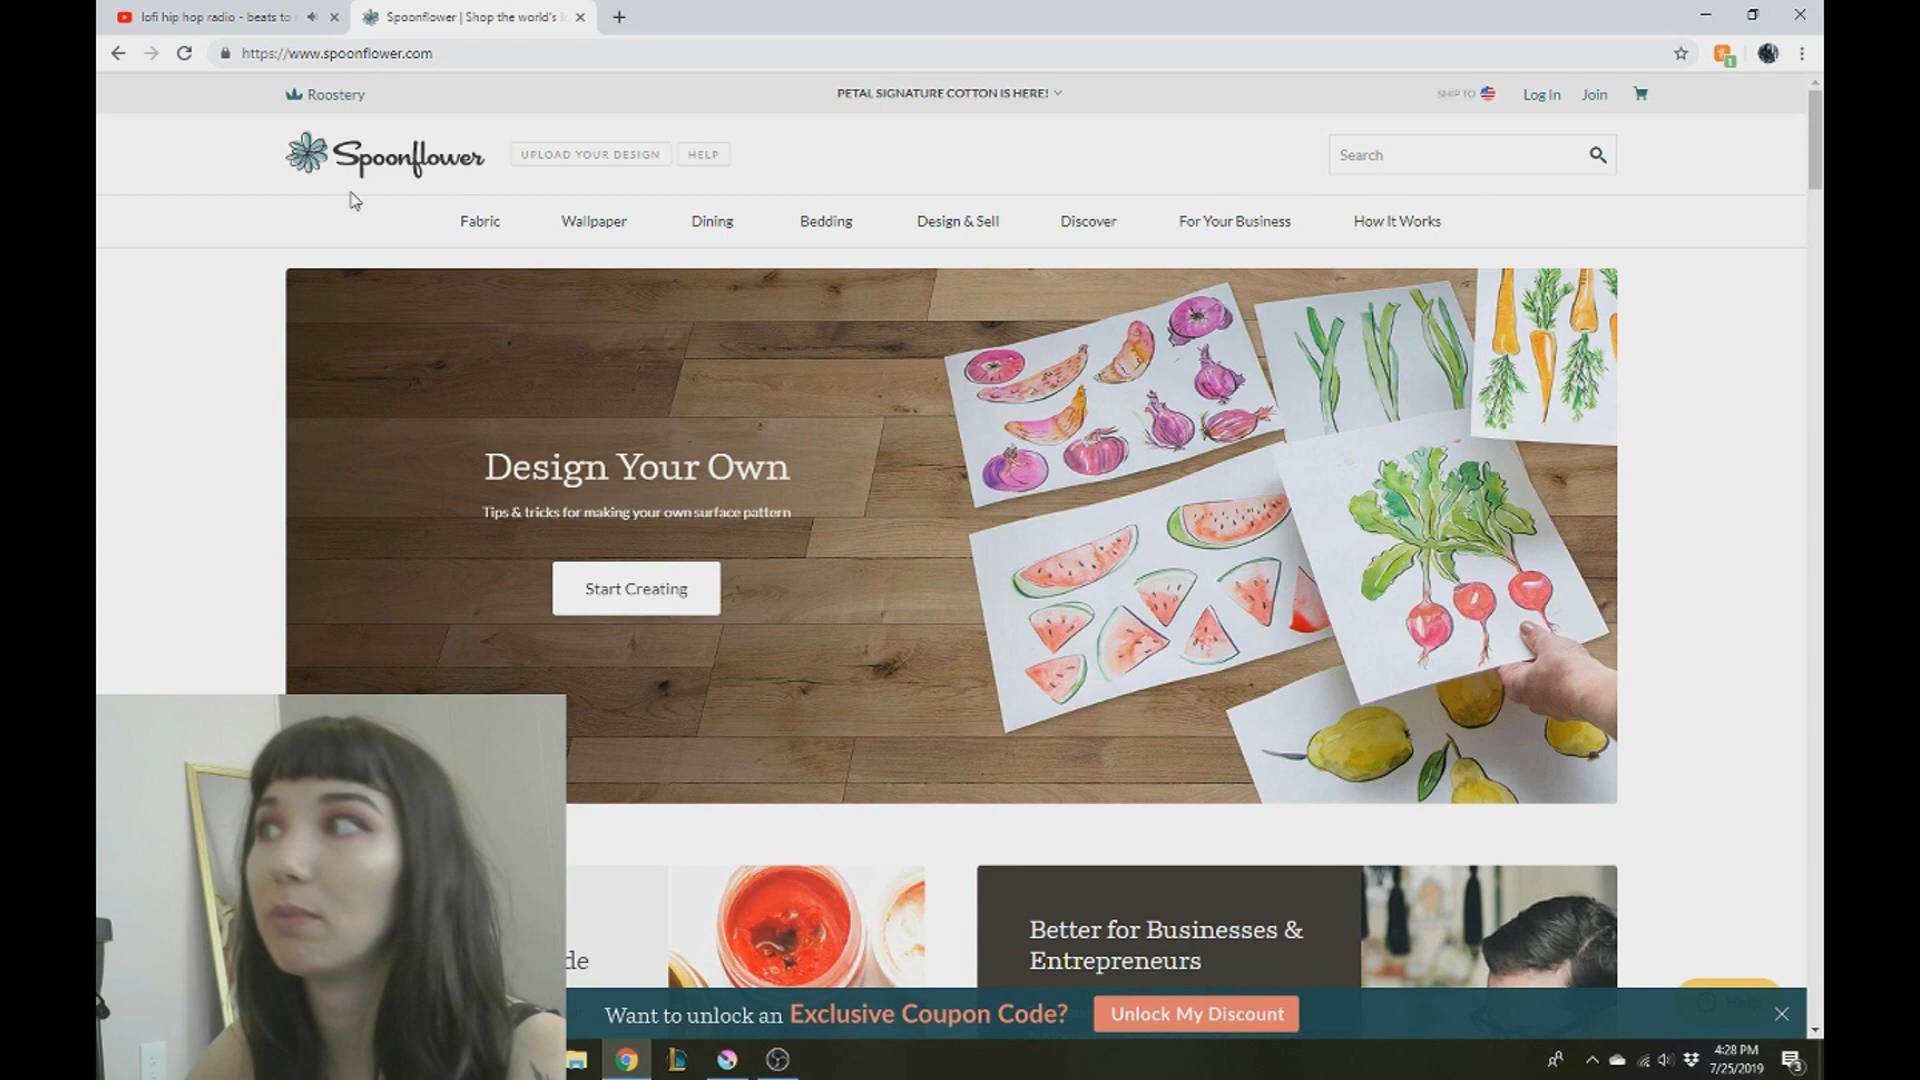 lofi hip hop radio - beats to
Spoonflower | Shop the world's
https://www.spoonflower.com
1
Roostery
PETAL SIGNATURE COTTON IS HERE!
SHIP TO
Log In
Join
Spoonflower
UPLOAD YOUR DESIGN
HELP
Search
Fabric
Wallpaper
Dining
Bedding
Design & Sell
Discover
For Your Business
How It Works
Design Your Own
Tips & tricks for making your own surface pattern
Start Creating
de
Better for Businesses &
Entrepreneurs
Help
Want to unlock an Exclusive Coupon Code?
Unlock My Discount
4:28 PM
7/25/2019
3